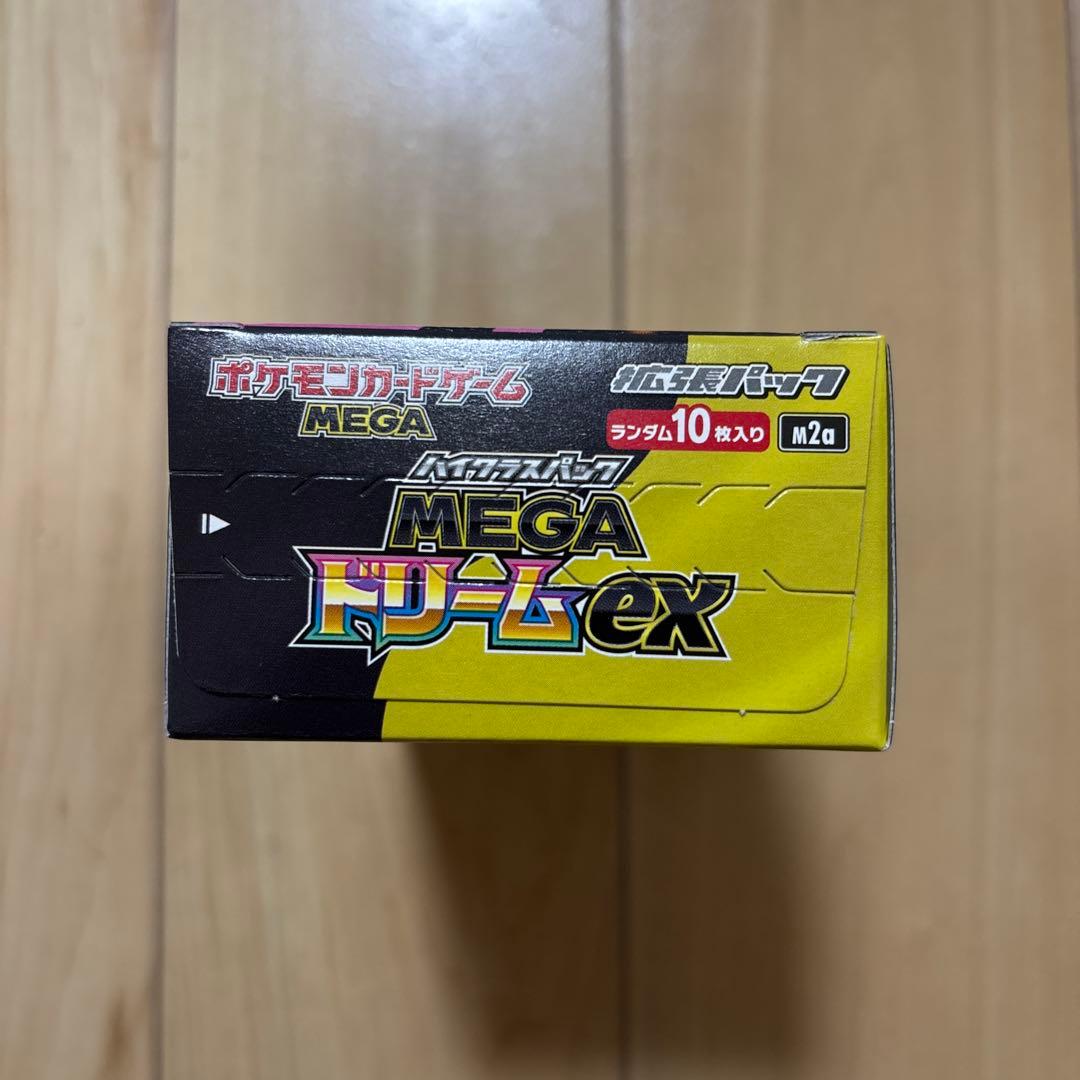 ポケモンカードゲーム
MEGA
拡張パック
ランダム10枚入り
M2a
ハイクラスパック
MEGA
ドリームex